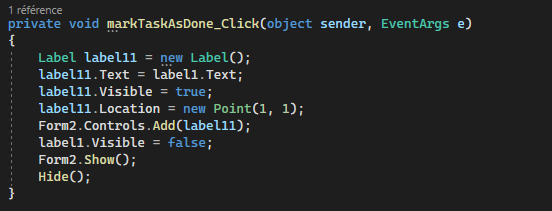 1 référence
private void markTaskAsDone_Click(object sender, EventArgs e)
{
Label label11 = new Label();
label11.Text = label1.Text;
label11.Visible = true;
label11.Location = new Point(1, 1);
Form2.Controls.Add(label11);
label1.Visible = false;
Form2.Show();
Hide();
}